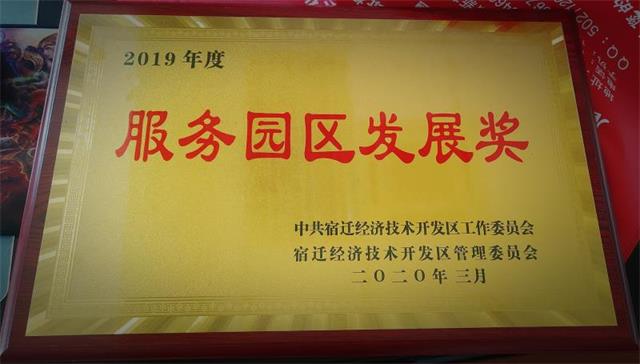 2019 年度
服务园区发展奖
中共宿迁经济技术开发区工作委员会
宿迁经济技术开发区管理委员会
二〇二〇年 三月